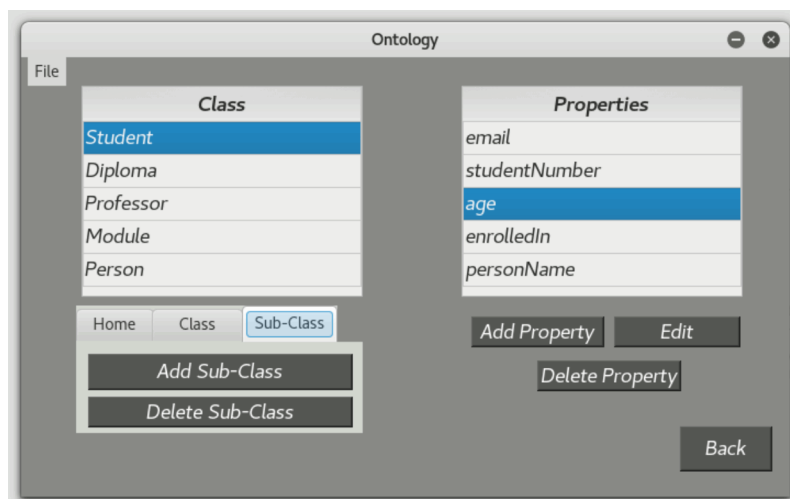 Ontology
File
Class
Student
Diploma
Professor
Module
Person
Properties
email
studentNumber
age
enrolledIn
personName
Home Class Sub-Class
Add Sub-Class
Delete Sub-Class
Add Property Edit
Delete Property
Back